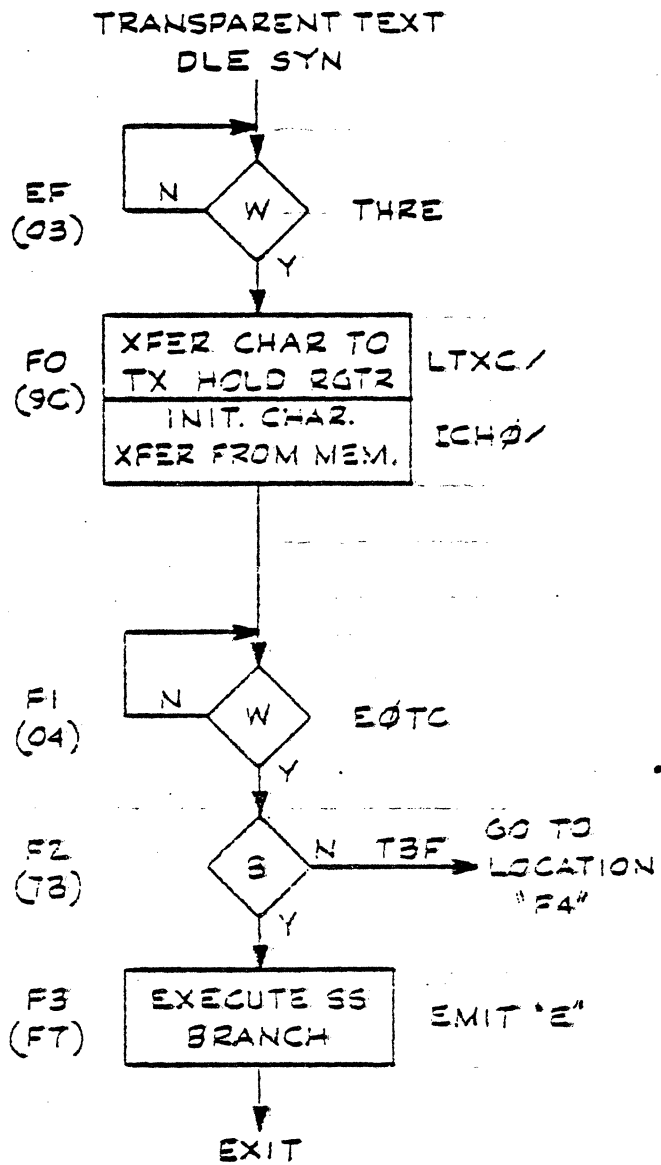 TRANSPARENT TEXT
DLE SYN
EF
(03)
N
W
THRE
Y
F0
(9C)
XFER CHAR TO
TX HOLD RGTR
LTXC/
INIT. CHAR.
XFER FROM MEM.
ICHØ/
F1
(04)
N
W
EØTC
Y
F2
(7B)
B
N
TBF
GO TO
LOCATION
"F4"
Y
F3
(F7)
EXECUTE SS
BRANCH
EMIT "E"
EXIT